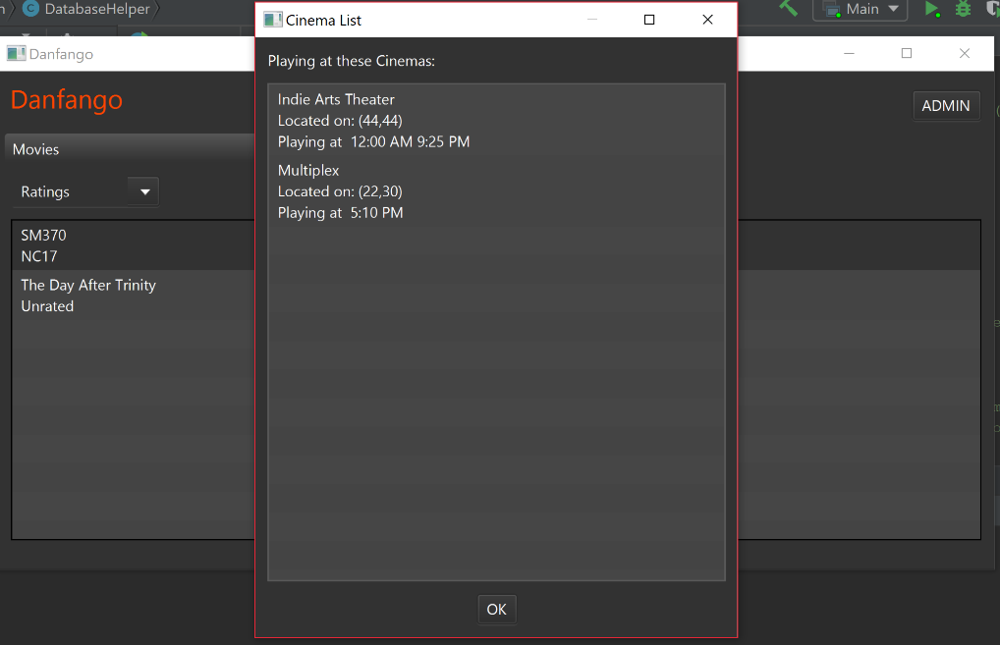 DatabaseHelper
Main
Cinema List
Danfango
Danfango
ADMIN
Movies
Ratings
SM370
NC17
The Day After Trinity
Unrated
Playing at these Cinemas:
Indie Arts Theater
Located on: (44,44)
Playing at  12:00 AM 9:25 PM
Multiplex
Located on: (22,30)
Playing at  5:10 PM
OK